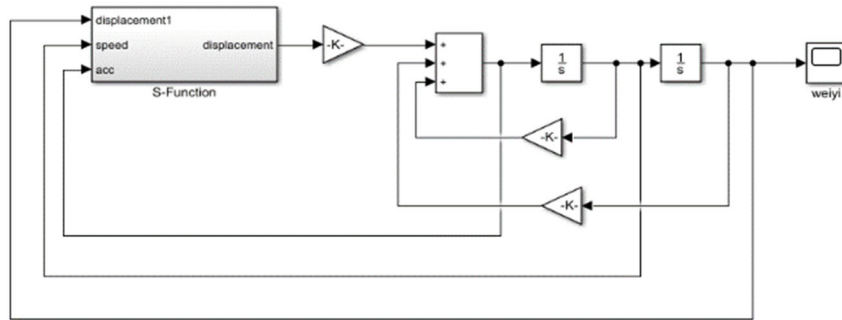 displacement1
speed
displacement
acc
S-Function
-K-
+
+
+
1
s
1
s
weiyi
-K-
-K-